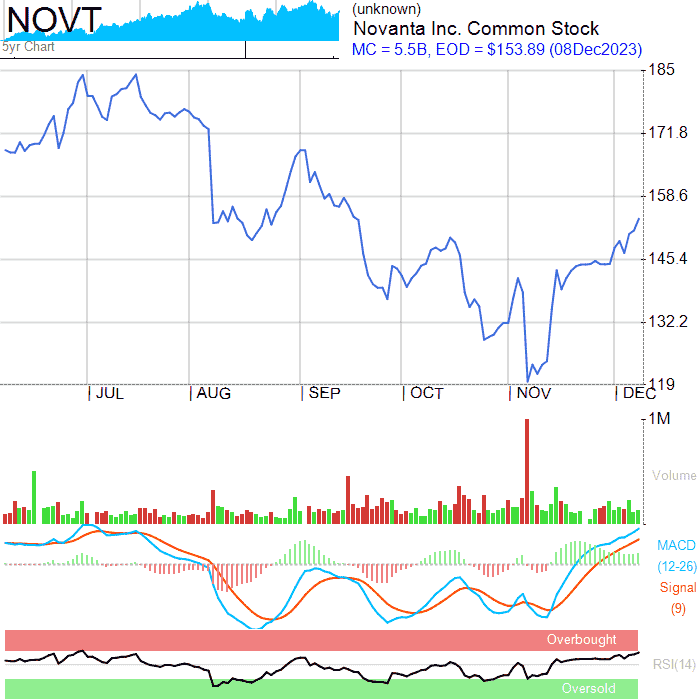 NOVT
5yr Chart
(unknown)
Novanta Inc. Common Stock
MC = 5.5B, EOD = $153.89 (08Dec2023)
185
171.8
158.6
145.4
132.2
119
JUL AUG SEP OCT NOV DEC
1M
Volume
MACD
(12-26)
Signal
(9)
Overbought
RSI(14)
Oversold